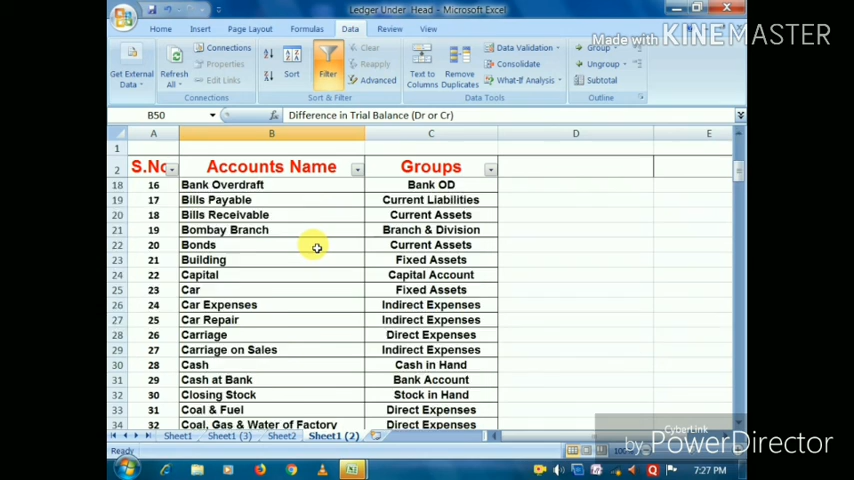 Ledger Under Head - Microsoft Excel
Home Insert Page Layout Formulas Data Review View
Made with KINEMASTER
Get External Data
Refresh All
Connections
Properties
Edit Links
Connections
Sort
Filter
Clear
Reapply
Advanced
Sort & Filter
Text to Columns
Remove Duplicates
Data Validation
Consolidate
What-If Analysis
Data Tools
Group
Ungroup
Subtotal
Outline
B50 fx Difference in Trial Balance (Dr or Cr)
A B C D E
1
2 S.No Accounts Name Groups
18 16 Bank Overdraft Bank OD
19 17 Bills Payable Current Liabilities
20 18 Bills Receivable Current Assets
21 19 Bombay Branch Branch & Division
22 20 Bonds Current Assets
23 21 Building Fixed Assets
24 22 Capital Capital Account
25 23 Car Fixed Assets
26 24 Car Expenses Indirect Expenses
27 25 Car Repair Indirect Expenses
28 26 Carriage Direct Expenses
29 27 Carriage on Sales Indirect Expenses
30 28 Cash Cash in Hand
31 29 Cash at Bank Bank Account
32 30 Closing Stock Stock in Hand
33 31 Coal & Fuel Direct Expenses
34 32 Coal, Gas & Water of Factory Direct Expenses
Sheet1 Sheet1 (3) Sheet2 Sheet1 (2)
CyberLink
by PowerDirector
Ready
7:27 PM